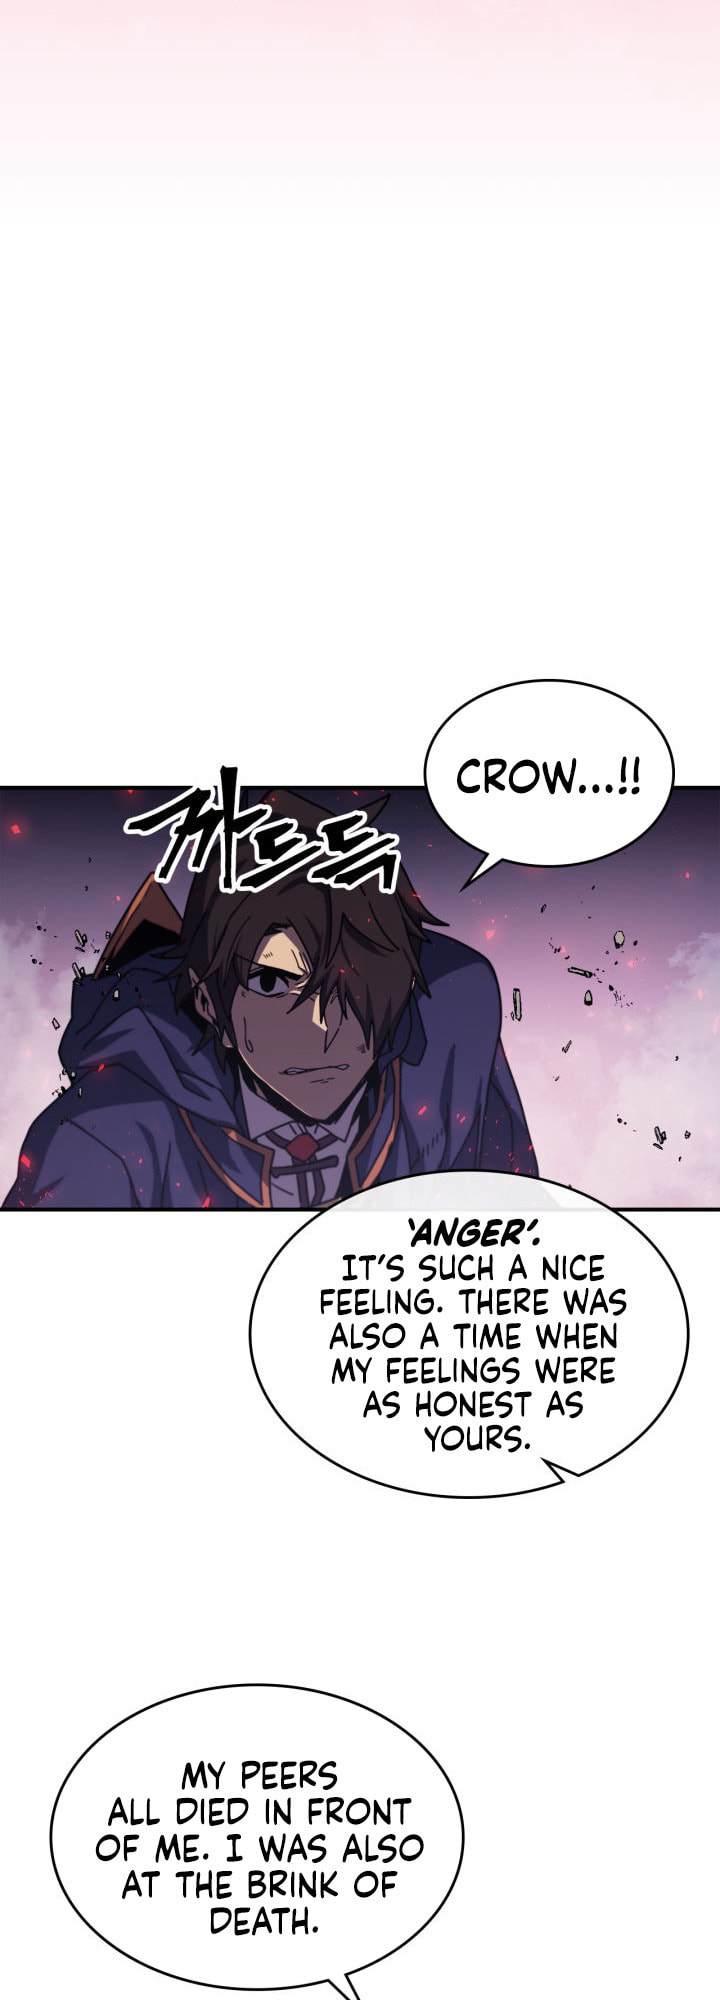 CROW...!!
까드득
'ANGER'.
IT'S SUCH A NICE
FEELING. THERE WAS
ALSO A TIME WHEN
MY FEELINGS WERE
AS HONEST AS
YOURS.
MY PEERS
ALL DIED IN FRONT
OF ME. I WAS ALSO
AT THE BRINK OF
DEATH.